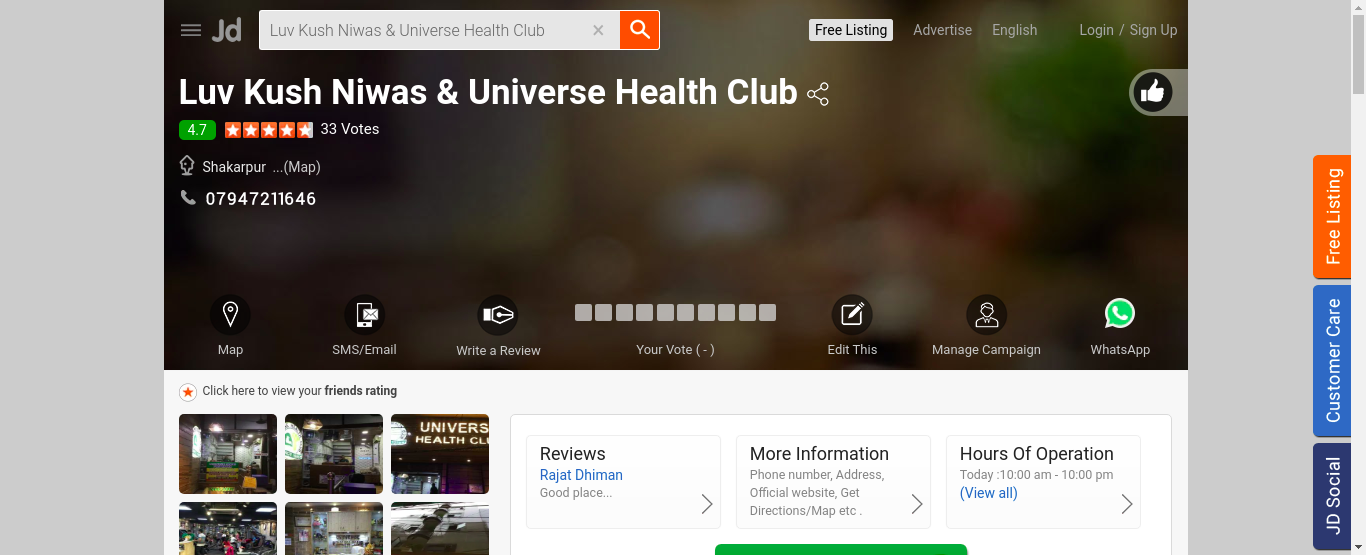 Jd
Luv Kush Niwas & Universe Health Club ×
Free Listing
Advertise
English
Login / Sign Up
Luv Kush Niwas & Universe Health Club
4.7
33 Votes
Shakarpur ...(Map)
07947211646
Map
SMS/Email
Write a Review
Your Vote ( - )
Edit This
Manage Campaign
WhatsApp
Click here to view your friends rating
UNIVERS
HEALTH CLU
Reviews
Rajat Dhiman
Good place...
More Information
Phone number, Address,
Official website, Get
Directions/Map etc .
Hours Of Operation
Today :10:00 am - 10:00 pm
(View all)
Free Listing
Customer Care
JD Social